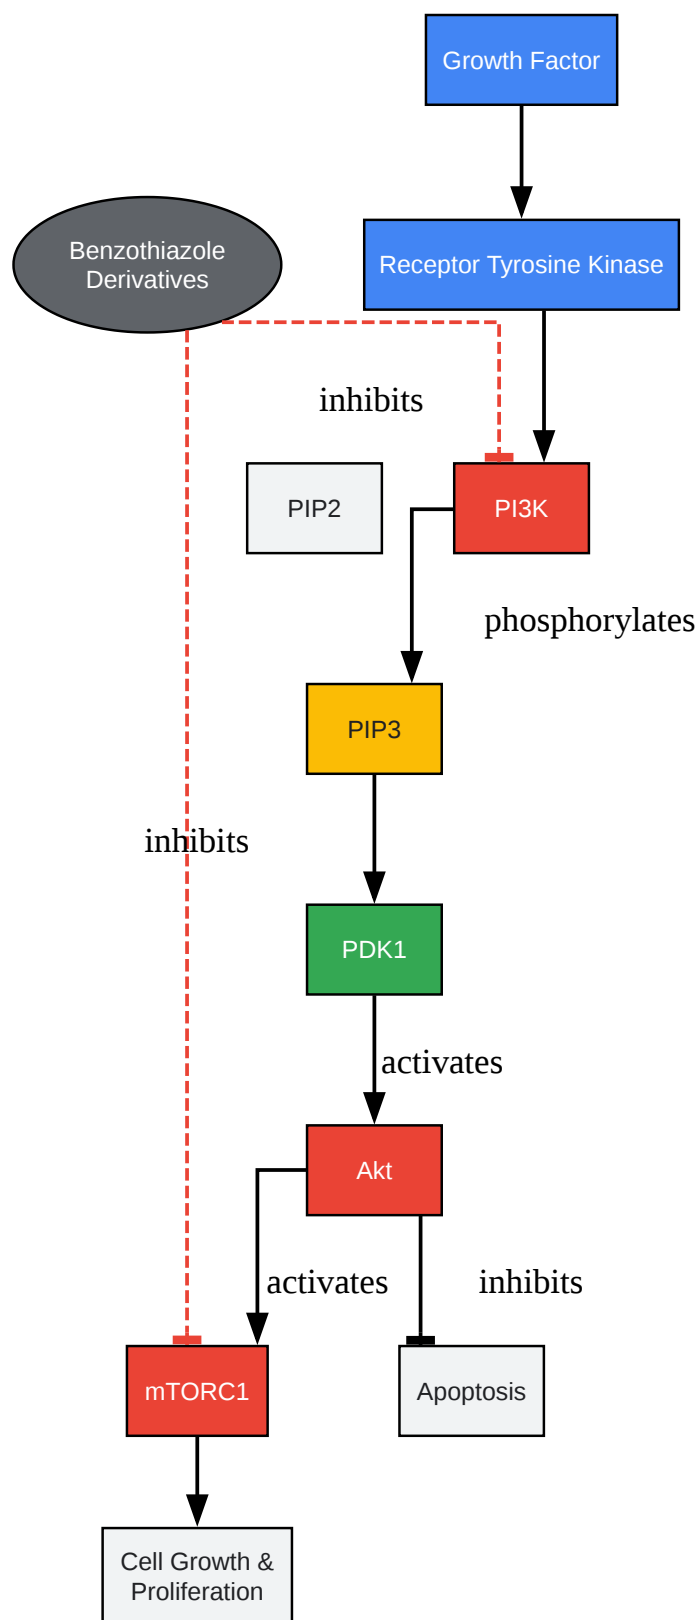 Growth Factor
Benzothiazole
Derivatives
Receptor Tyrosine Kinase
inhibits
PIP2
PI3K
phosphorylates
PIP3
inhibits
PDK1
activates
Akt
activates
inhibits
mTORC1
Apoptosis
Cell Growth &
Proliferation